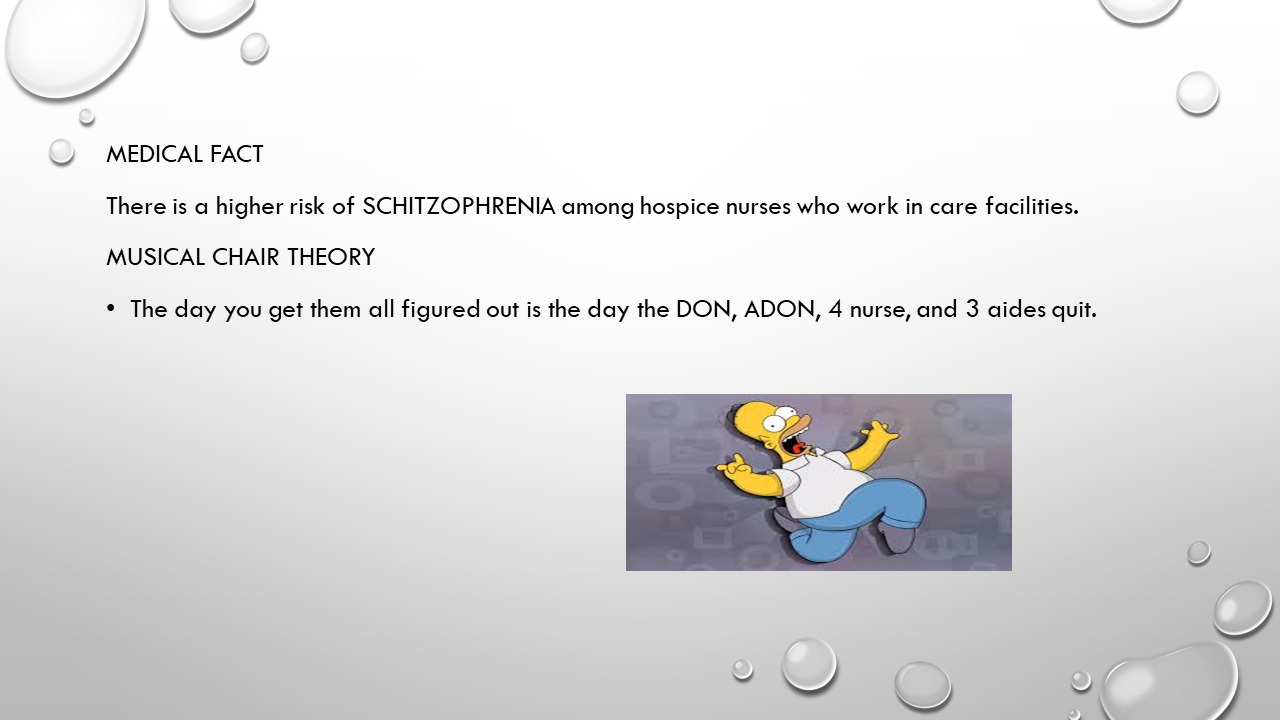 MEDICAL FACT
There is a higher risk of SCHITZOPHRENIA among hospice nurses who work in care facilities.
MUSICAL CHAIR THEORY
• The day you get them all figured out is the day the DON, ADON, 4 nurse, and 3 aides quit.